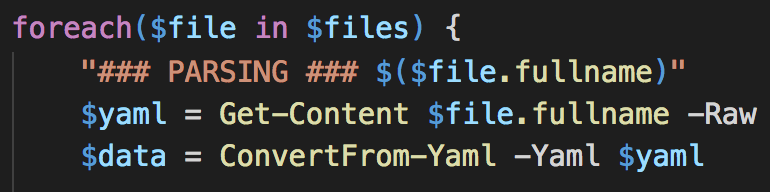 foreach($file in $files) {
    "### PARSING ### $($file.fullname)"
    $yaml = Get-Content $file.fullname -Raw
    $data = ConvertFrom-Yaml -Yaml $yaml